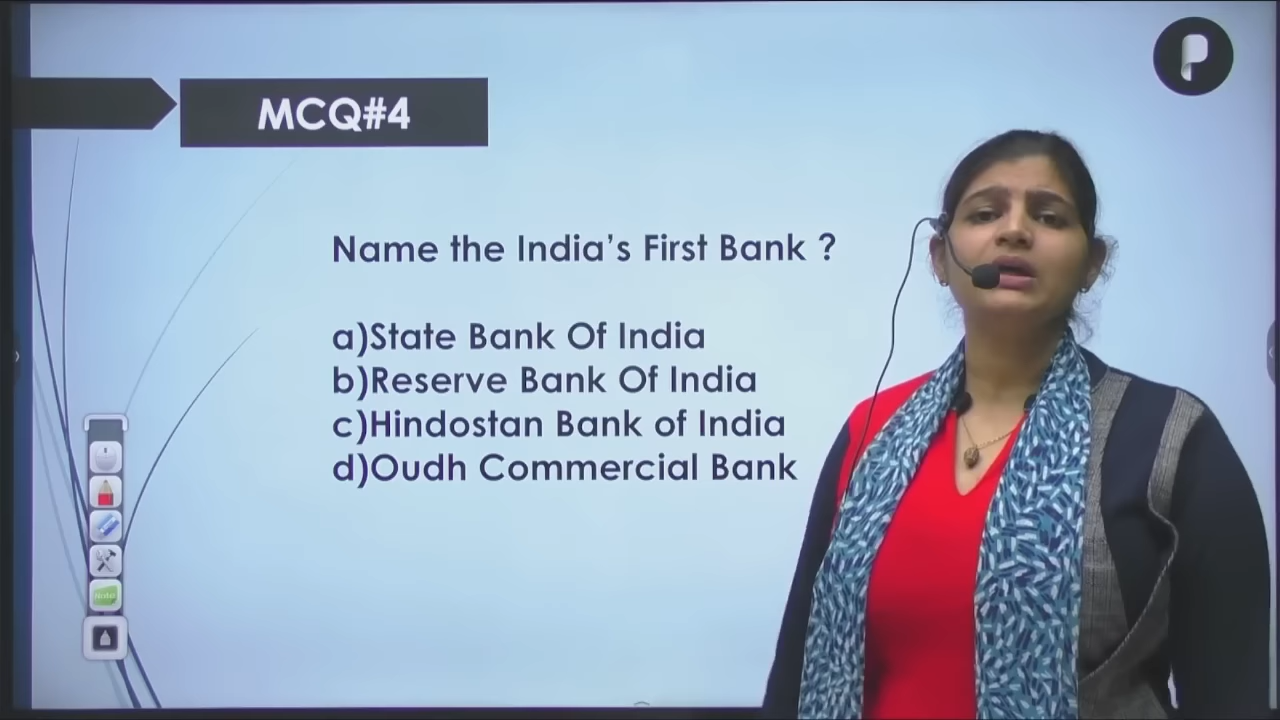 MCQ#4
Name the India's First Bank ?
a)State Bank Of India
b)Reserve Bank Of India
c)Hindostan Bank of India
d)Oudh Commercial Bank